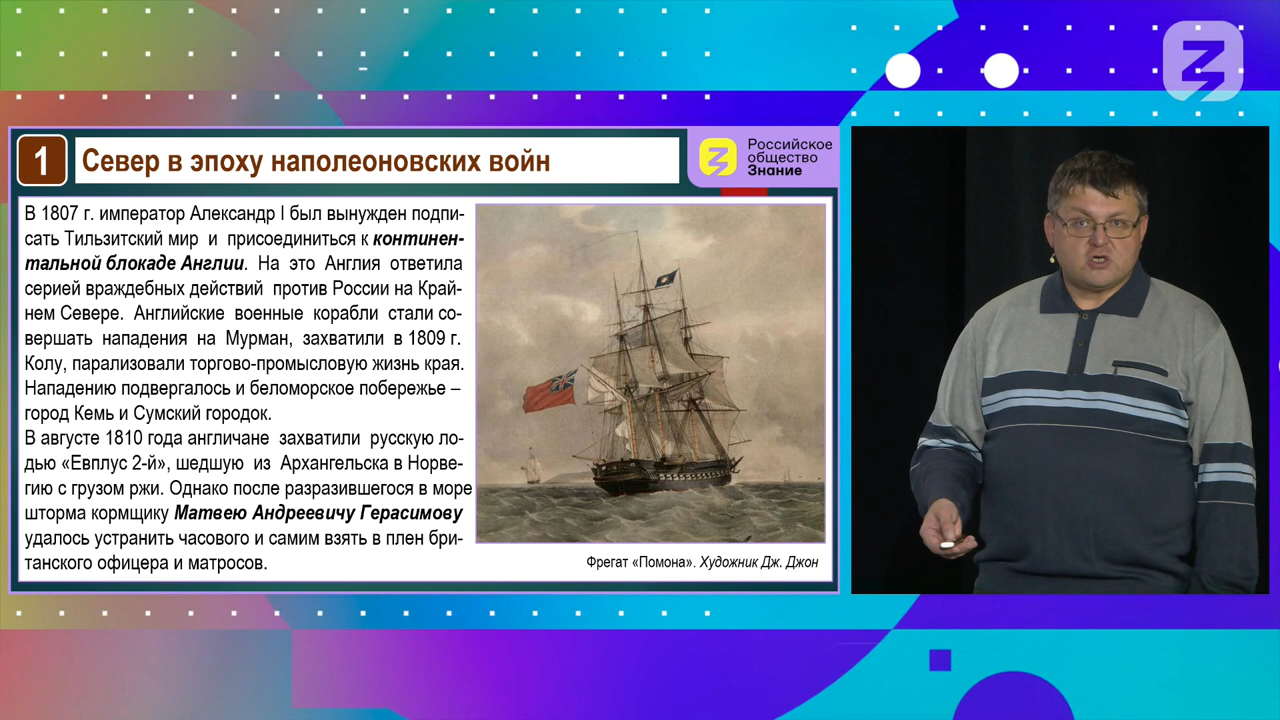 1
Север в эпоху наполеоновских войн
Российское
общество
Знание
В 1807 г. император Александр I был вынужден подпи-
сать Тильзитский мир и присоединиться к континен-
тальной блокаде Англии. На это Англия ответила
серией враждебных действий против России на Край-
нем Севере. Английские военные корабли стали со-
вершать нападения на Мурман, захватили в 1809 г.
Колу, парализовали торгово-промысловую жизнь края.
Нападению подвергалось и беломорское побережье –
город Кемь и Сумский городок.
В августе 1810 года англичане захватили русскую ло-
дью «Евплус 2-й», шедшую из Архангельска в Норве-
гию с грузом ржи. Однако после разразившегося в море
шторма кормщику Матвею Андреевичу Герасимову
удалось устранить часового и самим взять в плен бри-
танского офицера и матросов.
Фрегат «Помона». Художник Дж. Джон